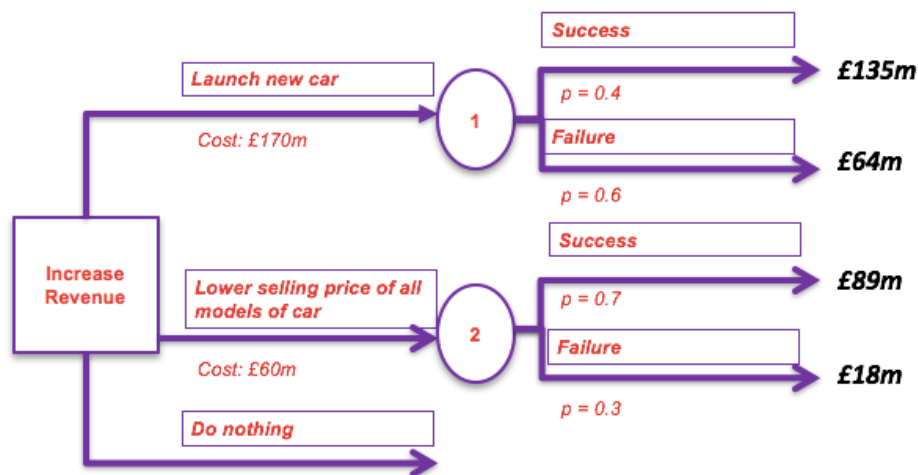 Success
£135m
Launch new car
p = 0.4
1
Cost: £170m
Failure
£64m
p = 0.6
Increase
Revenue
Success
£89m
Lower selling price of all
models of car
p = 0.7
2
Cost: £60m
Failure
£18m
p = 0.3
Do nothing